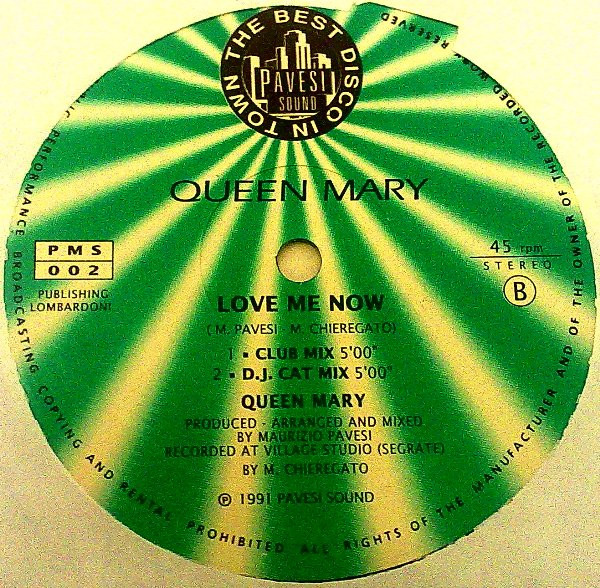 THE BEST DISCO IN TOWN
PAVESI
SOUND
QUEEN MARY
PMS
002
PUBLISHING
LOMBARDONI
45 rpm
STEREO
B
LOVE ME NOW
(M. PAVESI M. CHIEREGATO)
1 • CLUB MIX 5'00"
2 • D.J. CAT MIX 5'00"
QUEEN MARY
PRODUCED - ARRANGED AND MIXED
BY MAURIZIO PAVESI
RECORDED AT VILLAGE STUDIO (SEGRATE)
BY M. CHIEREGATO
℗ 1991 PAVESI SOUND
PERFORMANCE BROADCASTING COPYING AND RENTAL PROHIBITED ALL RIGHTS OF THE MANUFACTURER AND OF THE OWNER OF THE RECORDED WORK RESERVED